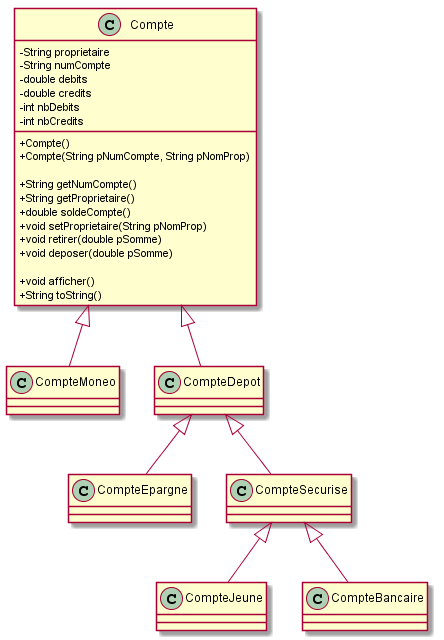 C Compte
-String proprietaire
-String numCompte
-double debits
-double credits
-int nbDebits
-int nbCredits
+Compte()
+Compte(String pNumCompte, String pNomProp)
+String getNumCompte()
+String getProprietaire()
+double soldeCompte()
+void setProprietaire(String pNomProp)
+void retirer(double pSomme)
+void deposer(double pSomme)
+void afficher()
+String toString()
C CompteMoneo
C CompteDepot
C CompteEpargne
C CompteSecurise
C CompteJeune
C CompteBancaire